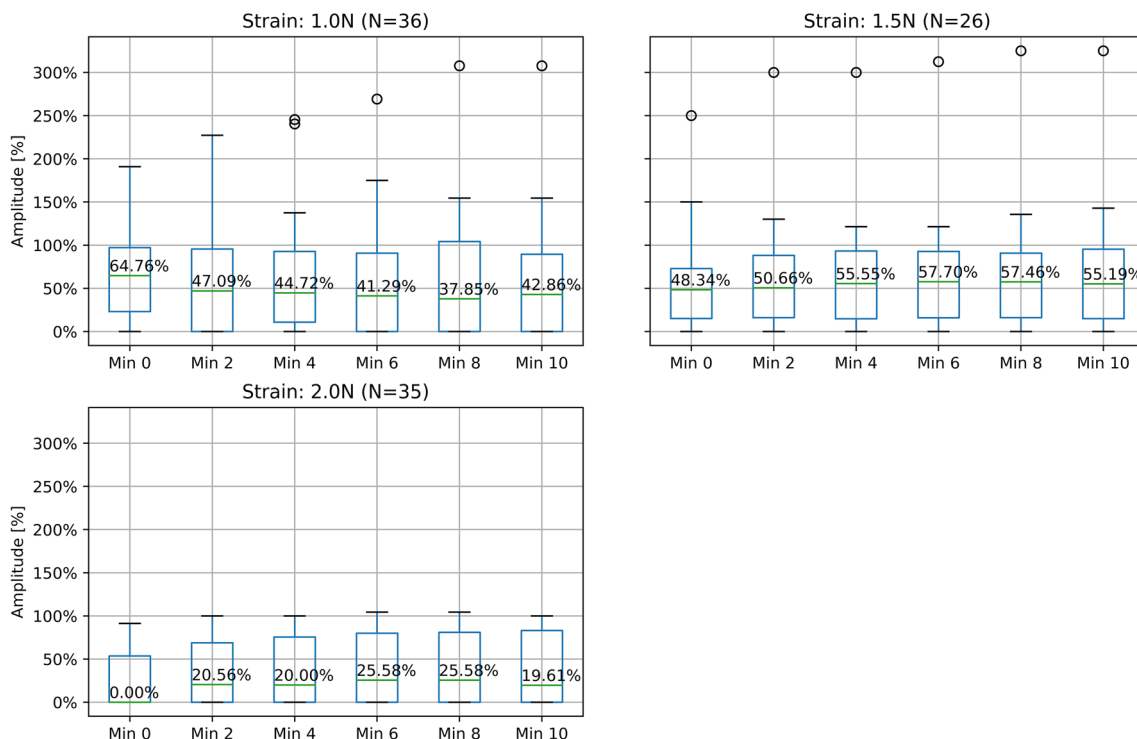 Strain: 1.0N (N=36)
Amplitude [%]
300%
250%
200%
150%
100%
50%
0%
64.76%
47.09%
44.72%
41.29%
37.85%
42.86%
Min 0
Min 2
Min 4
Min 6
Min 8
Min 10
Strain: 1.5N (N=26)
48.34%
50.66%
55.55%
57.70%
57.46%
55.19%
Min 0
Min 2
Min 4
Min 6
Min 8
Min 10
Strain: 2.0N (N=35)
Amplitude [%]
300%
250%
200%
150%
100%
50%
0%
0.00%
20.56%
20.00%
25.58%
25.58%
19.61%
Min 0
Min 2
Min 4
Min 6
Min 8
Min 10